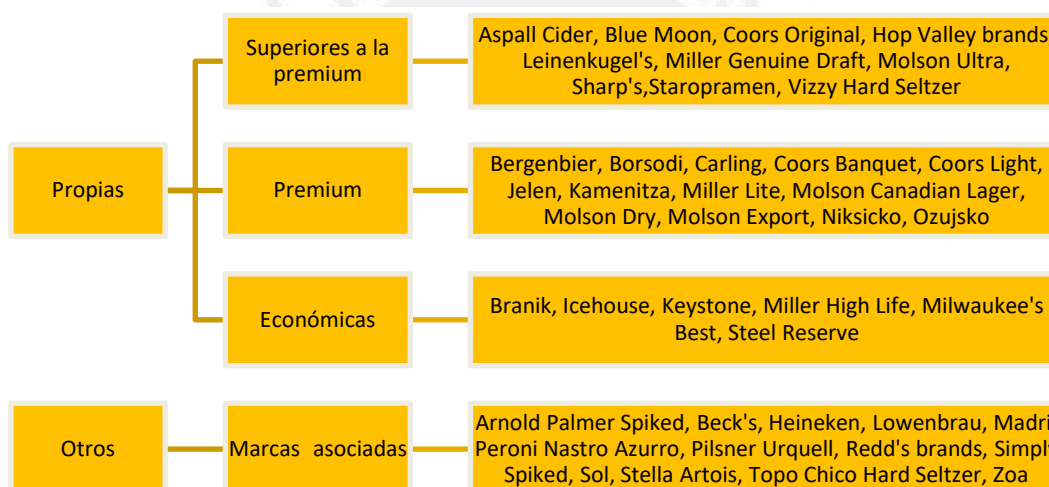 Superiores a la
premium
Aspall Cider, Blue Moon, Coors Original, Hop Valley brands
Leinenkugel's, Miller Genuine Draft, Molson Ultra,
Sharp's,Staropramen, Vizzy Hard Seltzer
Propias
Premium
Bergenbier, Borsodi, Carling, Coors Banquet, Coors Light,
Jelen, Kamenitza, Miller Lite, Molson Canadian Lager,
Molson Dry, Molson Export, Niksicko, Ozujsko
Económicas
Branik, Icehouse, Keystone, Miller High Life, Milwaukee's
Best, Steel Reserve
Otros
Marcas asociadas
Arnold Palmer Spiked, Beck's, Heineken, Lowenbrau,
Peroni Nastro Azurro, Pilsner Urquell, Redd's brands,
Spiked, Sol, Stella Artois, Topo Chico Hard Seltzer, Zoa